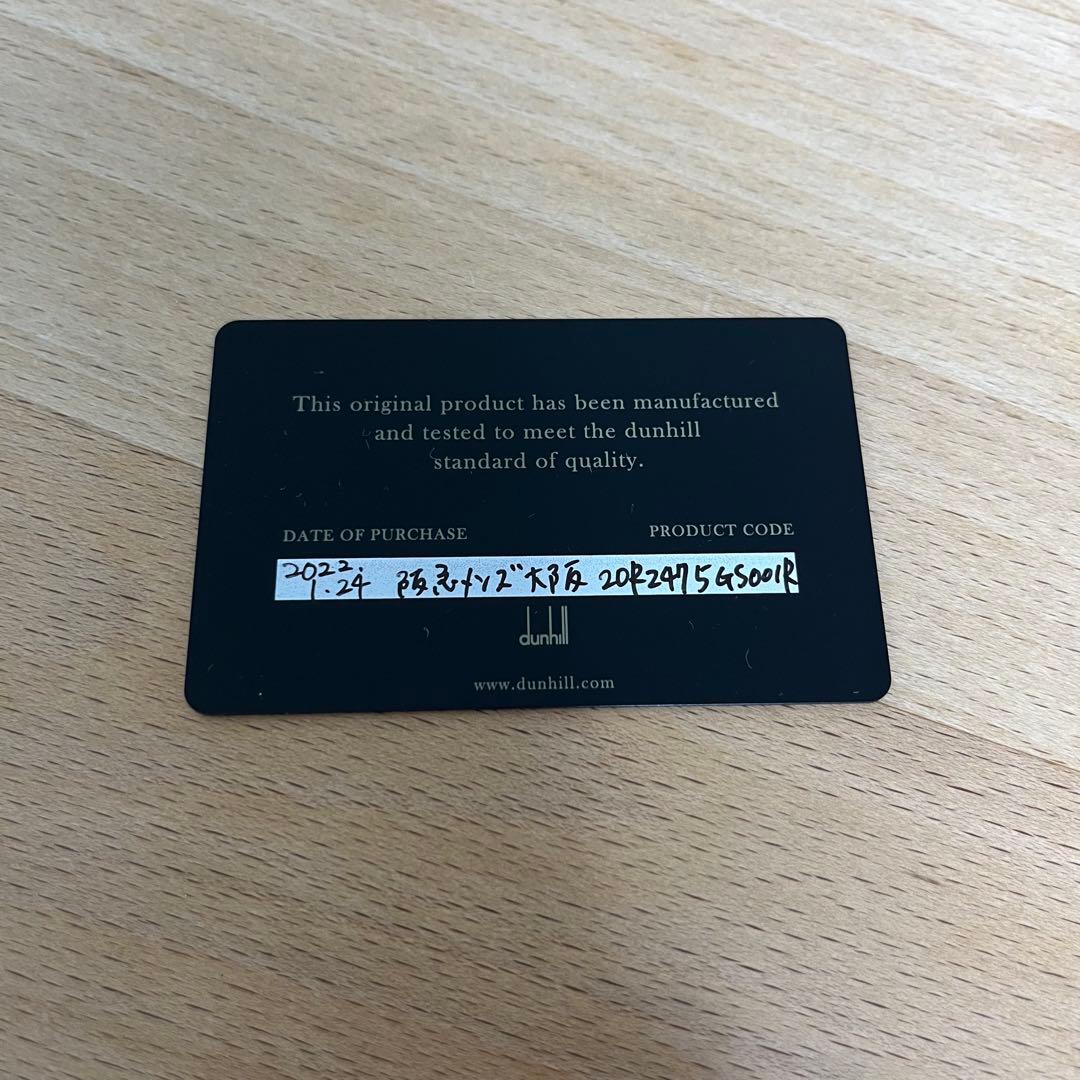 This original product has been manufactured
and tested to meet the dunhill
standard of quality.
DATE OF PURCHASE PRODUCT CODE
2022.
1.24 阪急メンズ大阪 20R2475GS001R
dunhill
www.dunhill.com